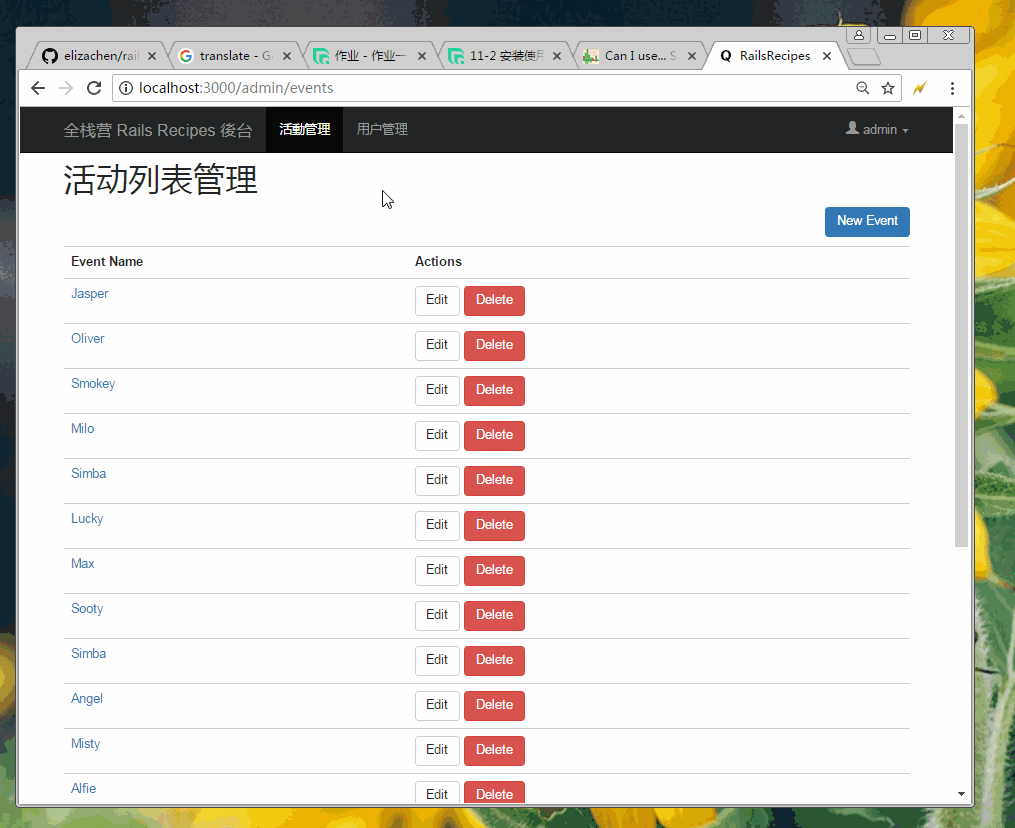 elizachen/rail
translate - Go
作业 - 作业一
11-2 安装使用
Can I use... S
RailsRecipes
localhost:3000/admin/events
全栈营 Rails Recipes 後台
活動管理
用户管理
admin
活动列表管理
New Event
Event Name Actions
Jasper Edit Delete
Oliver Edit Delete
Smokey Edit Delete
Milo Edit Delete
Simba Edit Delete
Lucky Edit Delete
Max Edit Delete
Sooty Edit Delete
Simba Edit Delete
Angel Edit Delete
Misty Edit Delete
Alfie Edit Delete